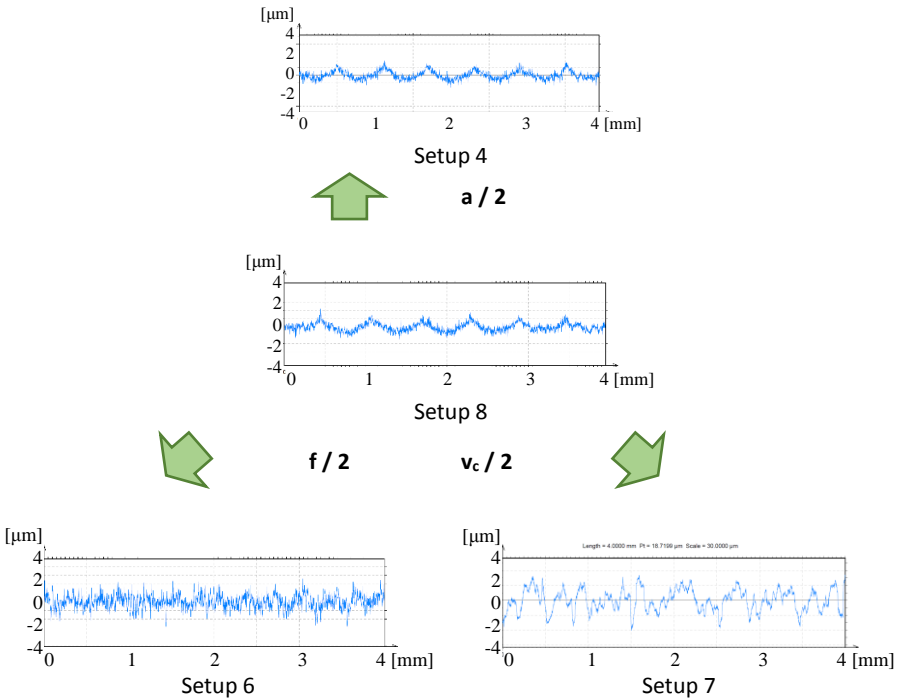 [μm]
4
2
0
-2
-4
0 1 2 3 4 [mm]
Setup 4
a / 2
[μm]
4
2
0
-2
-4
0 1 2 3 4 [mm]
Setup 8
f / 2 vc / 2
[μm]
4
2
0
-2
-4
0 1 2 3 4 [mm]
Setup 6
[μm]
Length = 4.0000 mm Pt = 18.7199 μm Scale = 30.0000 μm
4
2
0
-2
-4
0 1 2 3 4 [mm]
Setup 7